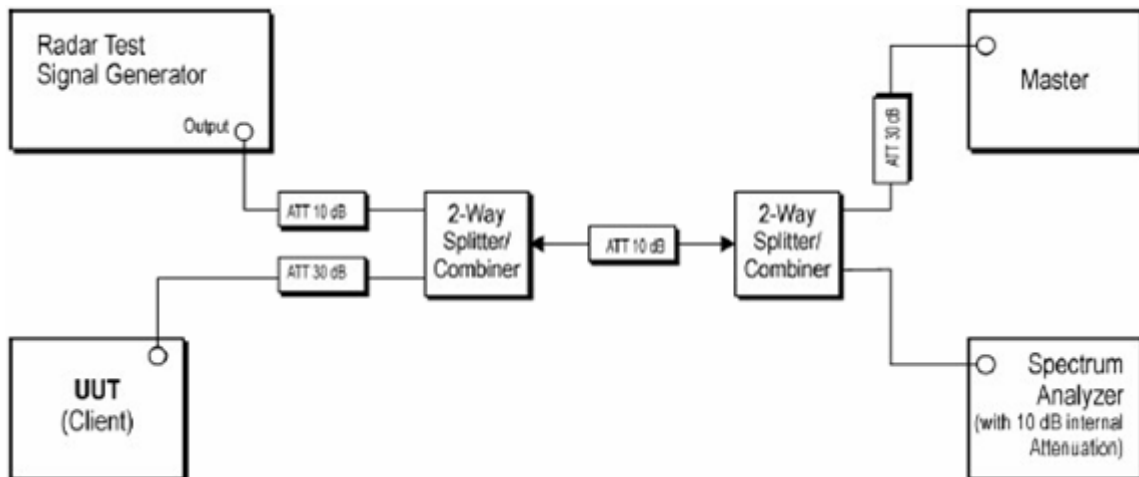 Radar Test
Signal Generator
Output
ATT 10 dB
ATT 30 dB
UUT
(Client)
2-Way
Splitter/
Combiner
ATT 10 dB
2-Way
Splitter/
Combiner
ATT 30 dB
Master
Spectrum
Analyzer
(with 10 dB internal
Attenuation)